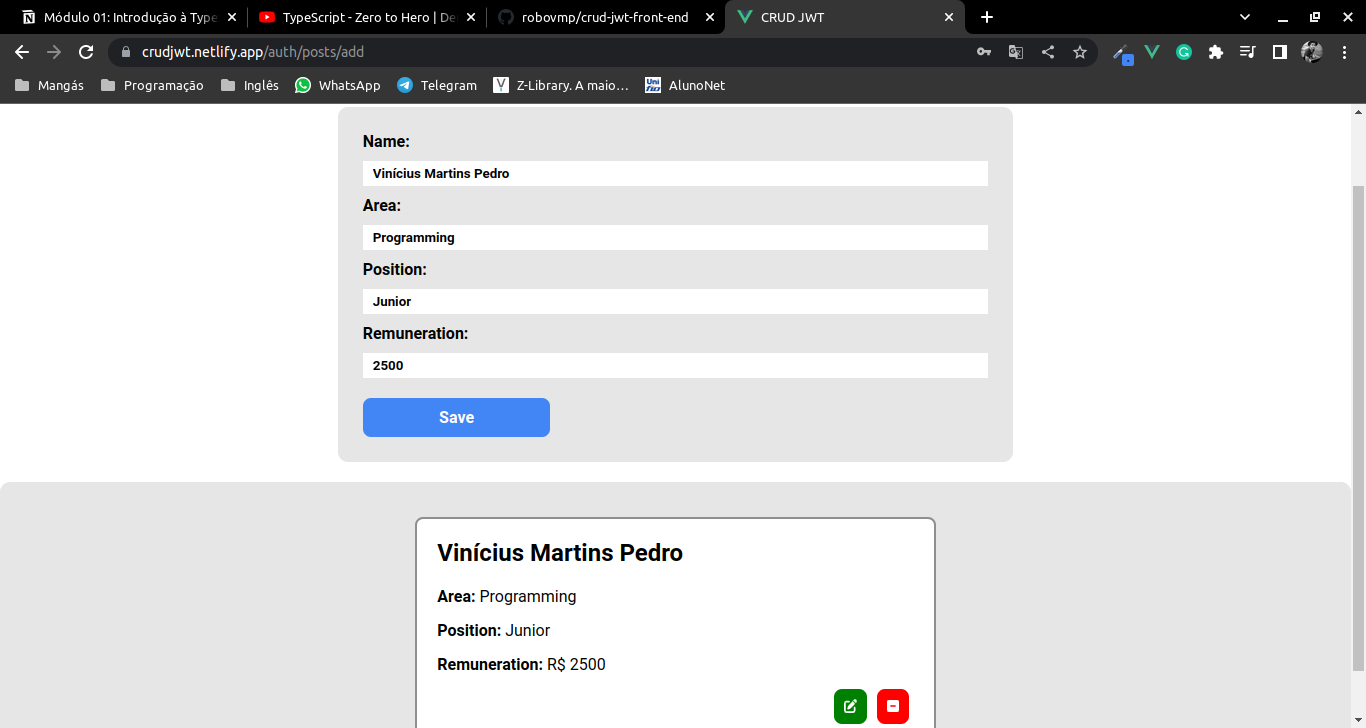 Módulo 01: Introdução à Type
TypeScript - Zero to Hero | De
robovmp/crud-jwt-front-end
CRUD JWT
crudjwt.netlify.app/auth/posts/add
Mangás
Programação
Inglês
WhatsApp
Telegram
Z-Library. A maio...
AlunoNet
Name:
Vinícius Martins Pedro
Area:
Programming
Position:
Junior
Remuneration:
2500
Save
Vinícius Martins Pedro
Area: Programming
Position: Junior
Remuneration: R$ 2500